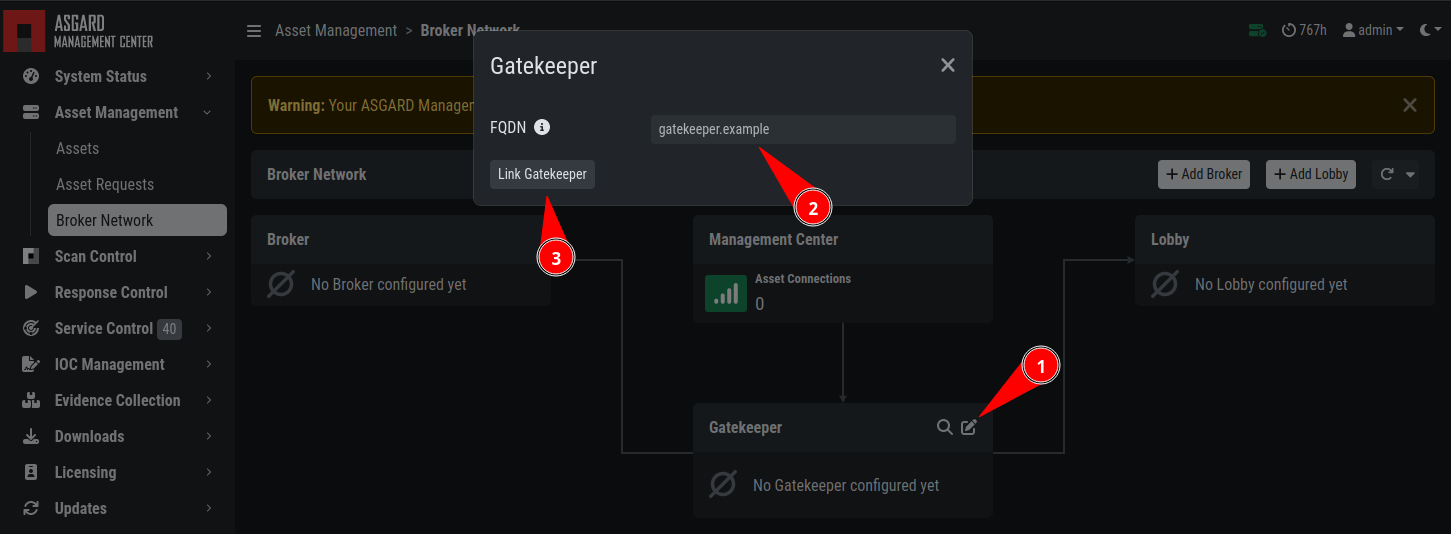 ASGARD
MANAGEMENT CENTER
Asset Management > Broker Network
767h
admin
System Status
Asset Management
Assets
Asset Requests
Broker Network
Scan Control
Response Control
Service Control 40
IOC Management
Evidence Collection
Downloads
Licensing
Updates
Warning: Your ASGARD Manager
Gatekeeper
FQDN
gatekeeper.example
Link Gatekeeper
2
3
Broker Network
Add Broker
Add Lobby
Broker
No Broker configured yet
Management Center
Asset Connections
0
Lobby
No Lobby configured yet
1
Gatekeeper
No Gatekeeper configured yet